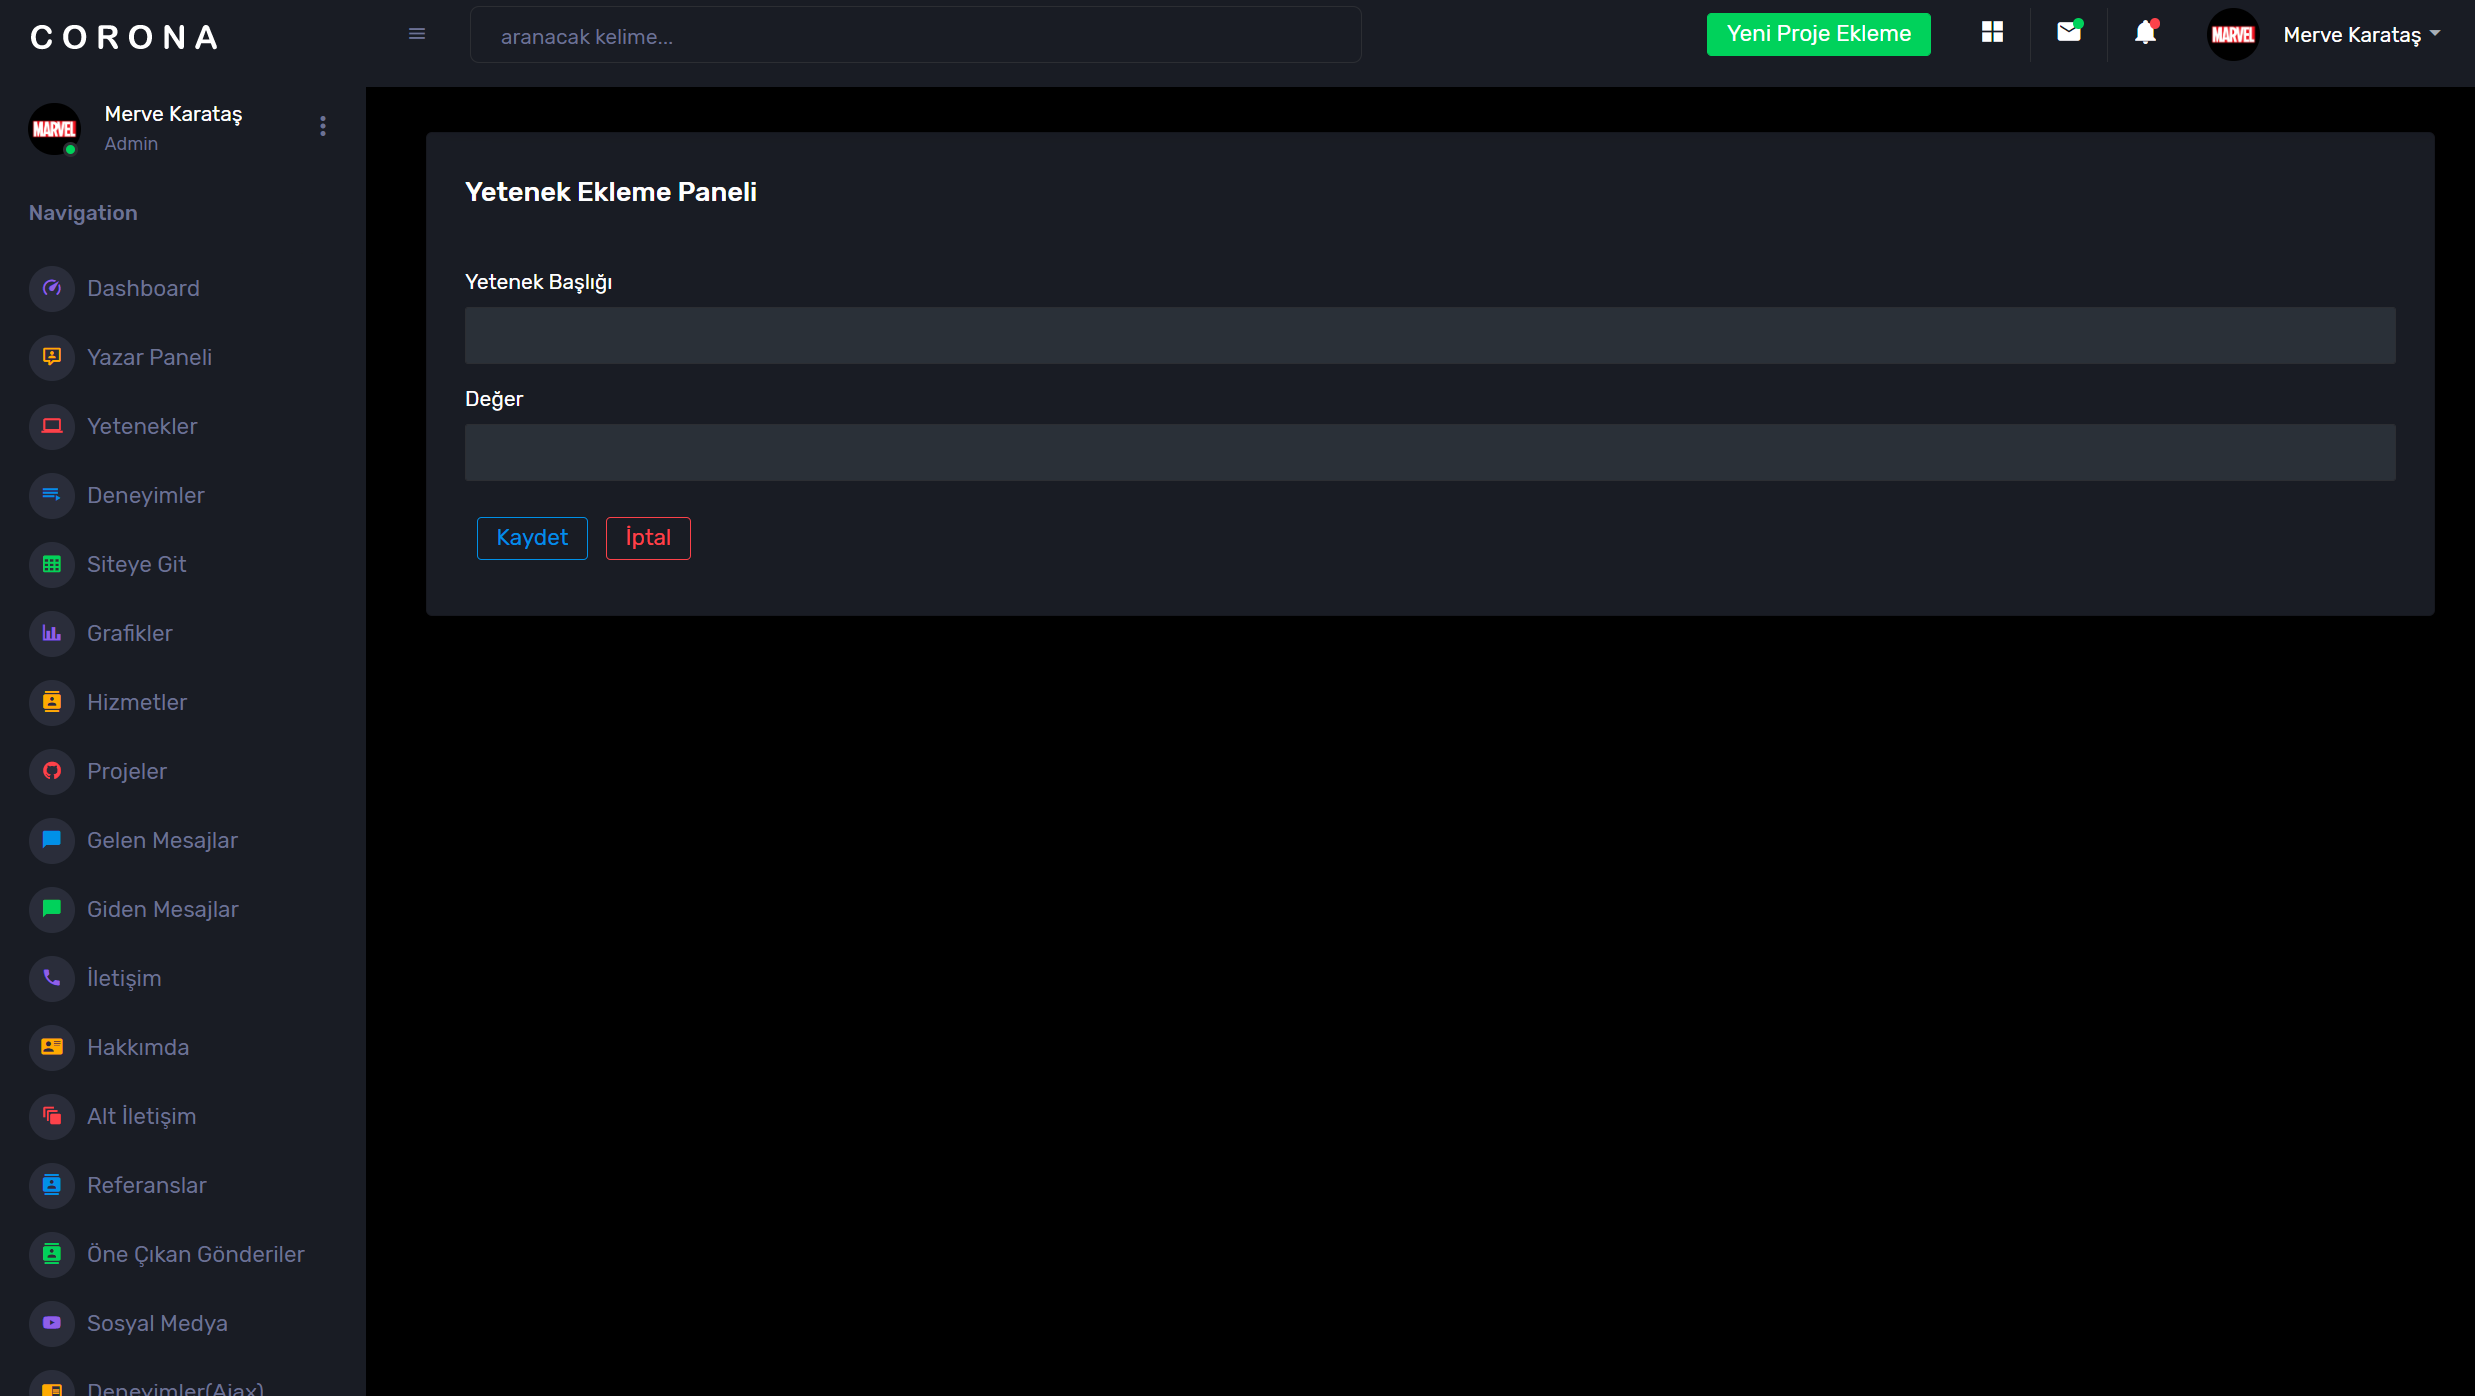 CORONA
aranacak kelime...
Yeni Proje Ekleme
MARVEL
Merve Karataş
MARVEL
Merve Karataş
Admin
Navigation
Dashboard
Yazar Paneli
Yetenekler
Deneyimler
Siteye Git
Grafikler
Hizmetler
Projeler
Gelen Mesajlar
Giden Mesajlar
İletişim
Hakkımda
Alt İletişim
Referanslar
Öne Çıkan Gönderiler
Sosyal Medya
Deneyimler(Ajax)
Yetenek Ekleme Paneli
Yetenek Başlığı
Değer
Kaydet
İptal